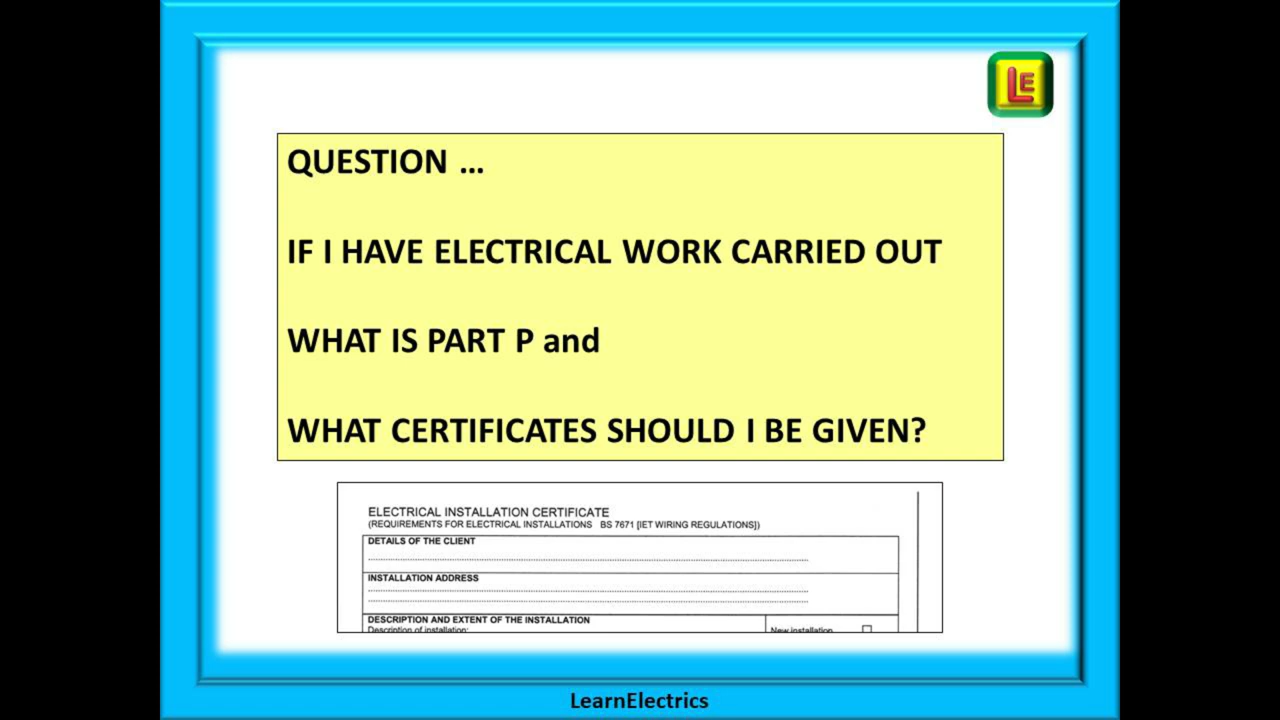 LE
QUESTION ...
IF I HAVE ELECTRICAL WORK CARRIED OUT
WHAT IS PART P and
WHAT CERTIFICATES SHOULD I BE GIVEN?
ELECTRICAL INSTALLATION CERTIFICATE
(REQUIREMENTS FOR ELECTRICAL INSTALLATIONS BS 7671 [IET WIRING REGULATIONS])
DETAILS OF THE CLIENT
INSTALLATION ADDRESS
DESCRIPTION AND EXTENT OF THE INSTALLATION
Description of installation: New installation
LearnElectrics